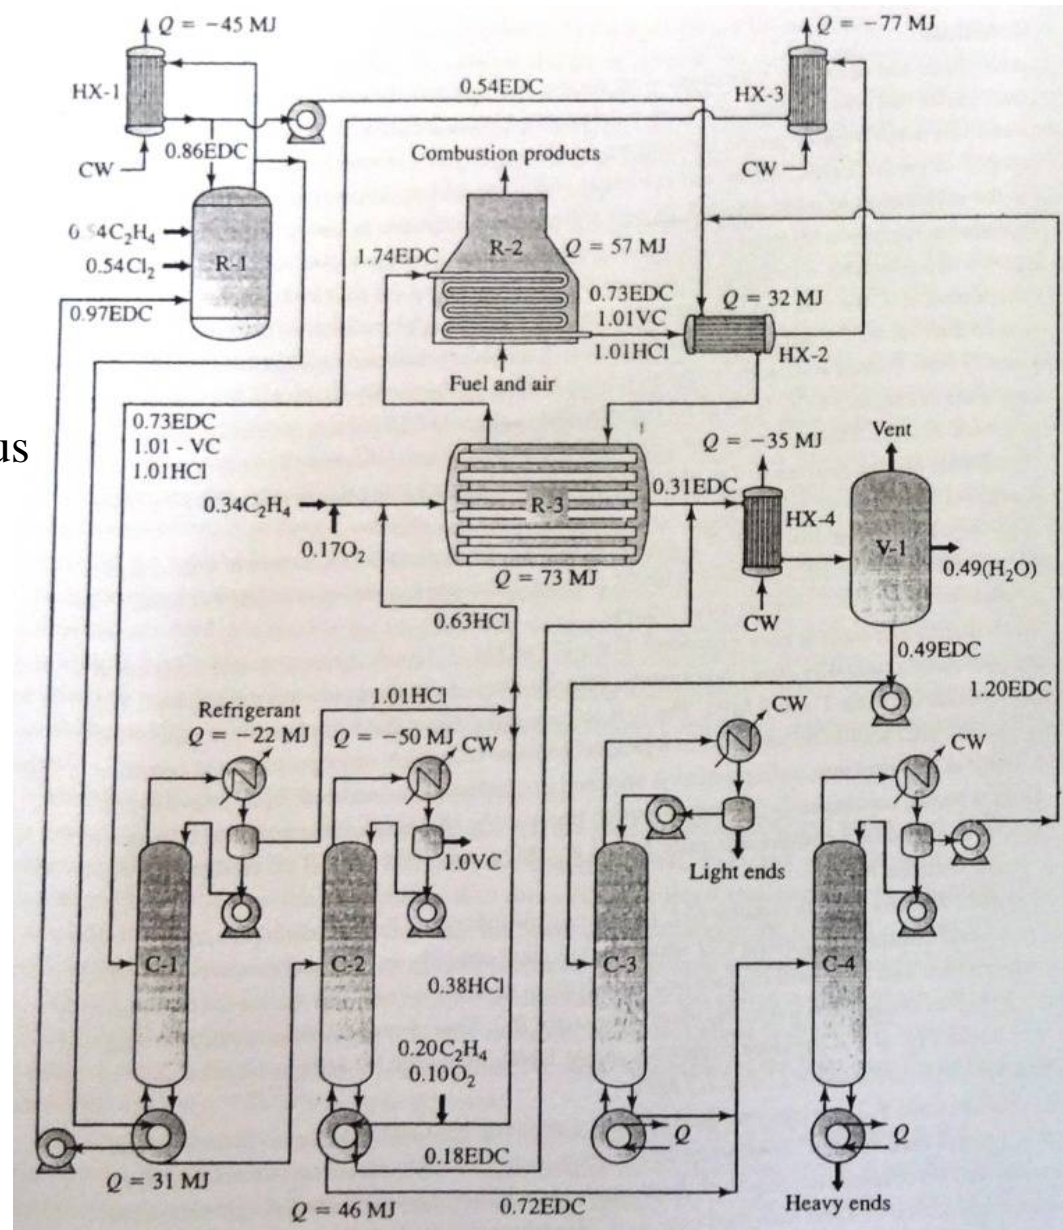 Q = −45 MJ
Q = −77 MJ
HX-1
0.54EDC
HX-3
0.86EDC
CW
Combustion products
CW
0.54C₂H₄
R-1
0.54Cl₂
1.74EDC
R-2
Q = 57 MJ
0.97EDC
0.73EDC
1.01VC
1.01HCl
Q = 32 MJ
HX-2
Fuel and air
us
0.73EDC
1.01 - VC
1.01HCl
Q = −35 MJ
Vent
0.34C₂H₄
R-3
0.31EDC
HX-4
V-1
0.17O₂
Q = 73 MJ
0.49(H₂O)
0.63HCl
CW
0.49EDC
1.20EDC
1.01HCl
Refrigerant
Q = −22 MJ
Q = −50 MJ
CW
CW
CW
1.0VC
Light ends
C-1
C-2
C-3
C-4
0.38HCl
0.20C₂H₄
0.10O₂
Q
Q
0.18EDC
Q = 31 MJ
Q = 46 MJ
0.72EDC
Heavy ends